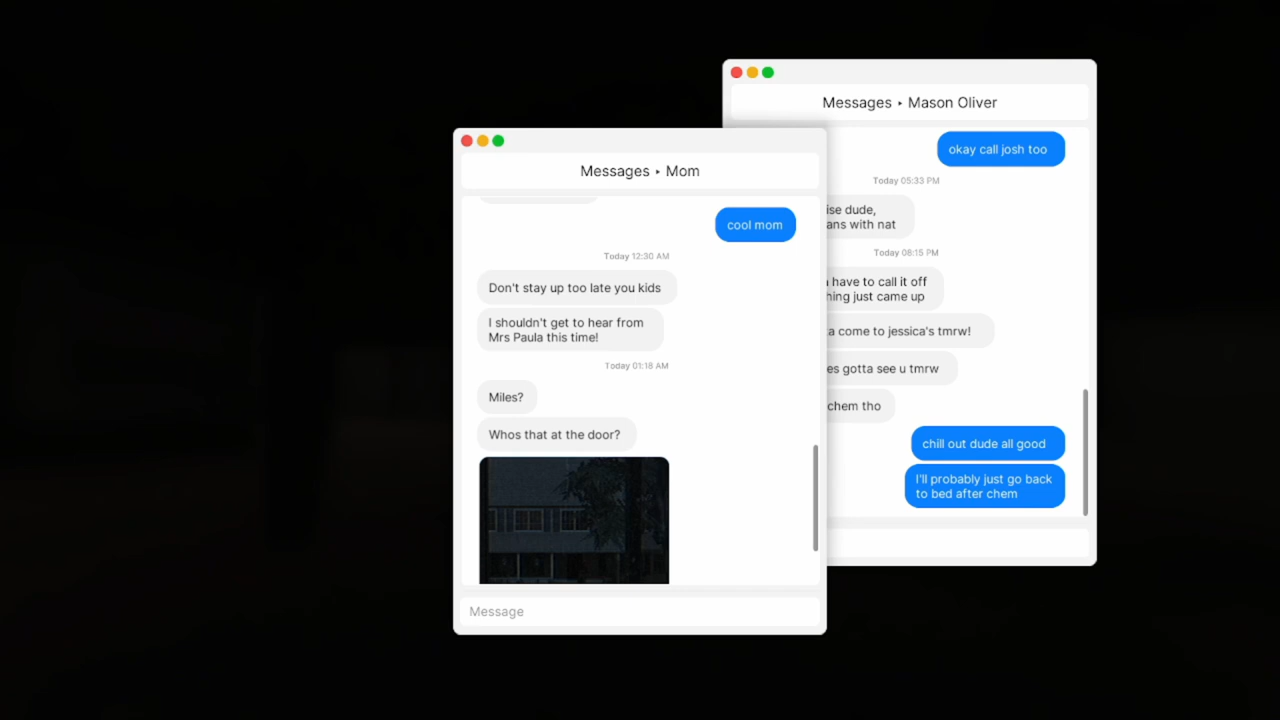 Messages ‣ Mom
cool mom
Today 12:30 AM
Don't stay up too late you kids
I shouldn't get to hear from
Mrs Paula this time!
Today 01:18 AM
Miles?
Whos that at the door?
Message
Messages ‣ Mason Oliver
okay call josh too
Today 05:33 PM
dude,
with nat
Today 08:15 PM
have to call it off
just came up
come to jessica's tmrw!
gotta see u tmrw
chem tho
chill out dude all good
I'll probably just go back
to bed after chem